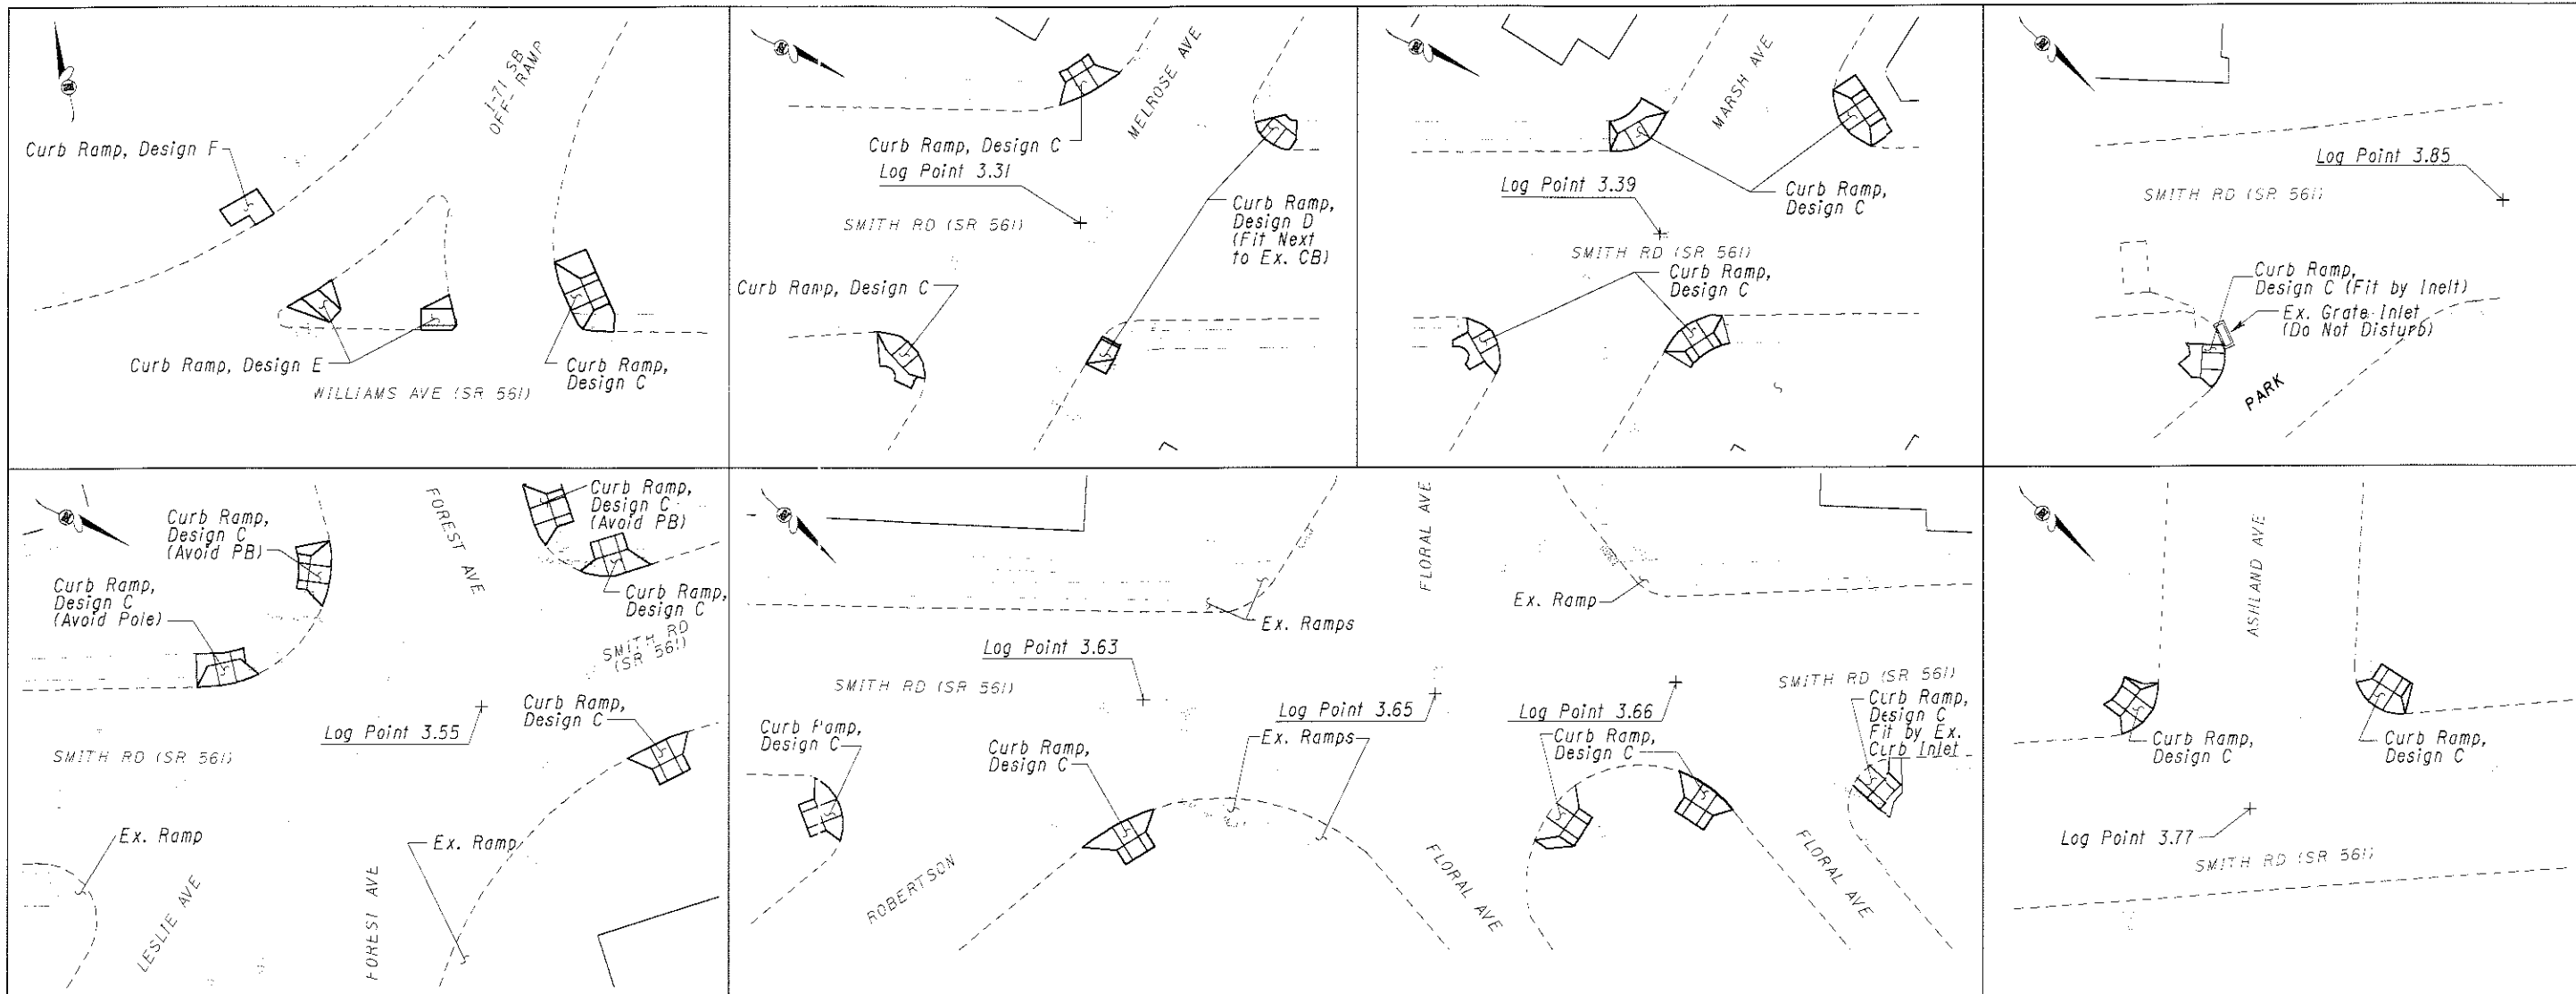 I-71 SB
OFF-RAMP
Curb Ramp, Design F
Curb Ramp, Design E
Curb Ramp,
Design C
WILLIAMS AVE (SR 561)
MELROSE AVE
Curb Ramp, Design C
Log Point 3.31
SMITH RD (SR 561)
Curb Ramp,
Design D
(Fit Next
to Ex. CB)
Curb Ramp, Design C
MARSH AVE
Log Point 3.39
Curb Ramp,
Design C
SMITH RD (SR 561)
Curb Ramp,
Design C
Log Point 3.85
SMITH RD (SR 561)
Curb Ramp,
Design C (Fit by Inelt)
Ex. Grate Inlet
(Do Not Disturb)
PARK
Curb Ramp,
Design C
(Avoid PB)
FOREST AVE
Curb Ramp,
Design C
(Avoid PB)
Curb Ramp,
Design C
(Avoid Pole)
Curb Ramp,
Design C
SMITH RD
(SR 561)
Curb Ramp,
Design C
Log Point 3.55
SMITH RD (SR 561)
Ex. Ramp
Ex. Ramp
LESLIE AVE
FOREST AVE
FLORAL AVE
Ex. Ramps
Ex. Ramp
Log Point 3.63
SMITH RD (SR 561)
SMITH RD (SR 561)
Log Point 3.65
Log Point 3.66
Curb Ramp,
Design C
Curb Ramp,
Design C
Ex. Ramps
Curb Ramp,
Design C
Curb Ramp,
Design C
Fit by Ex.
Curb Inlet
ROBERTSON
FLORAL AVE
FLORAL AVE
ASHLAND AVE
Curb Ramp,
Design C
Curb Ramp,
Design C
Log Point 3.77
SMITH RD (SR 561)